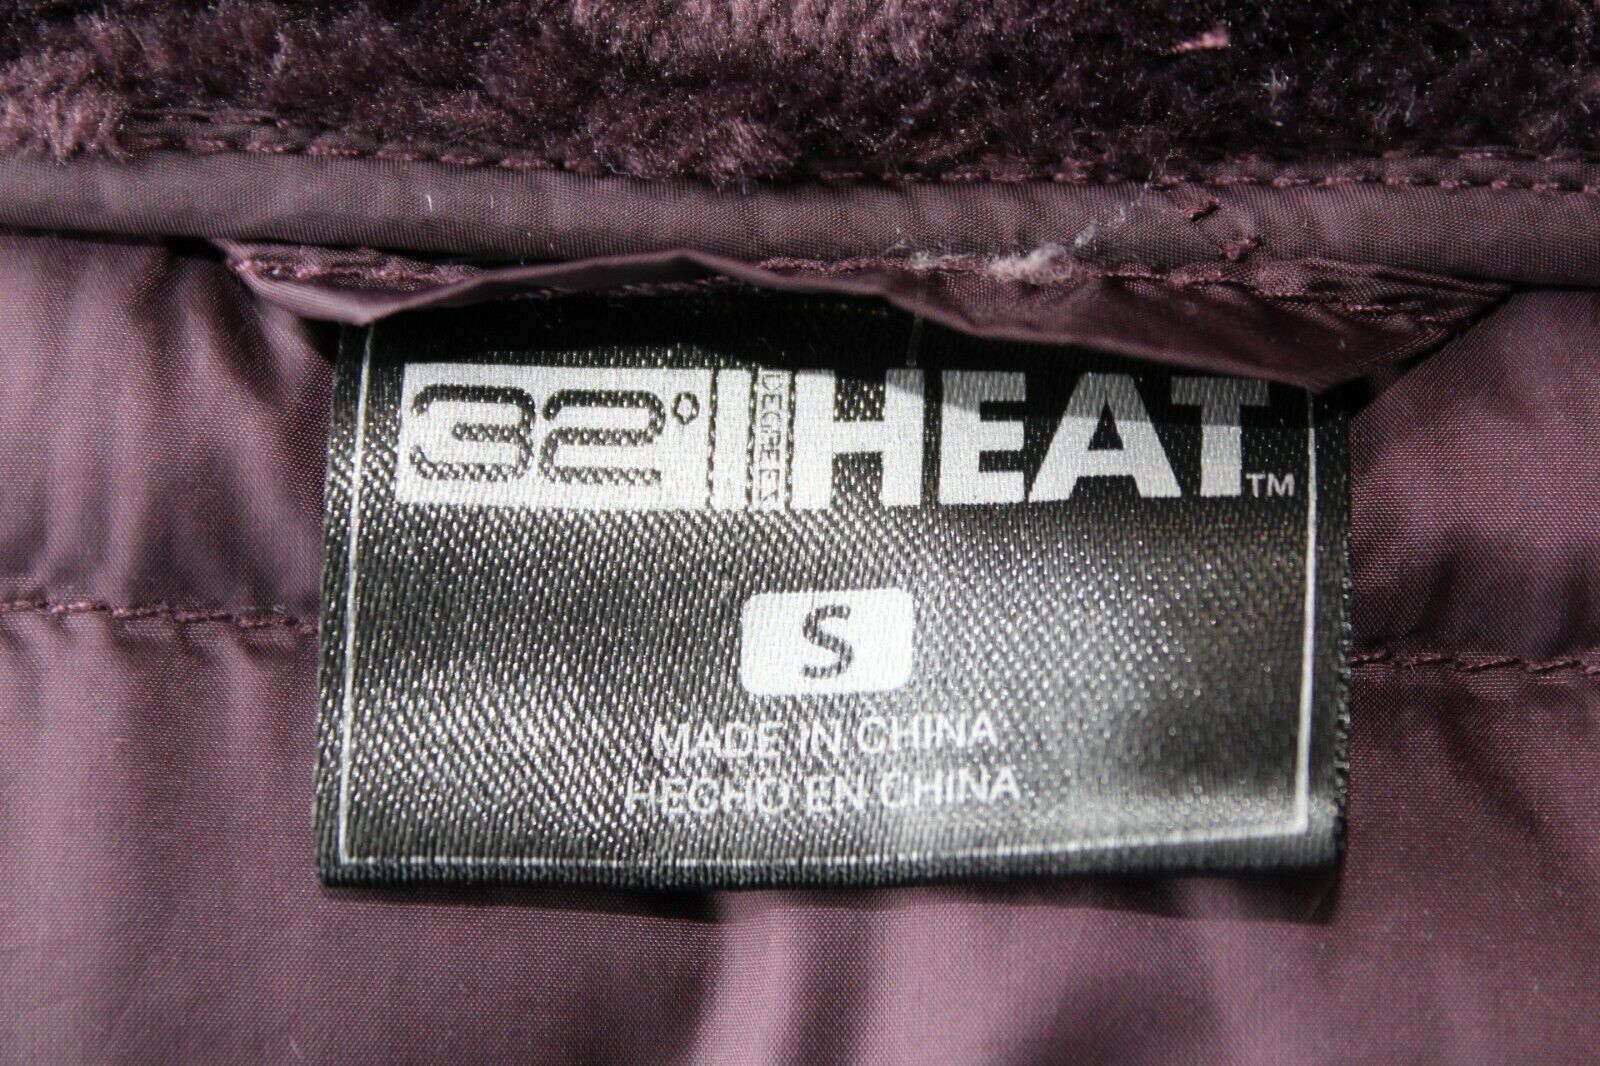 32° DEGREES HEAT™
S
MADE IN CHINA
HECHO EN CHINA